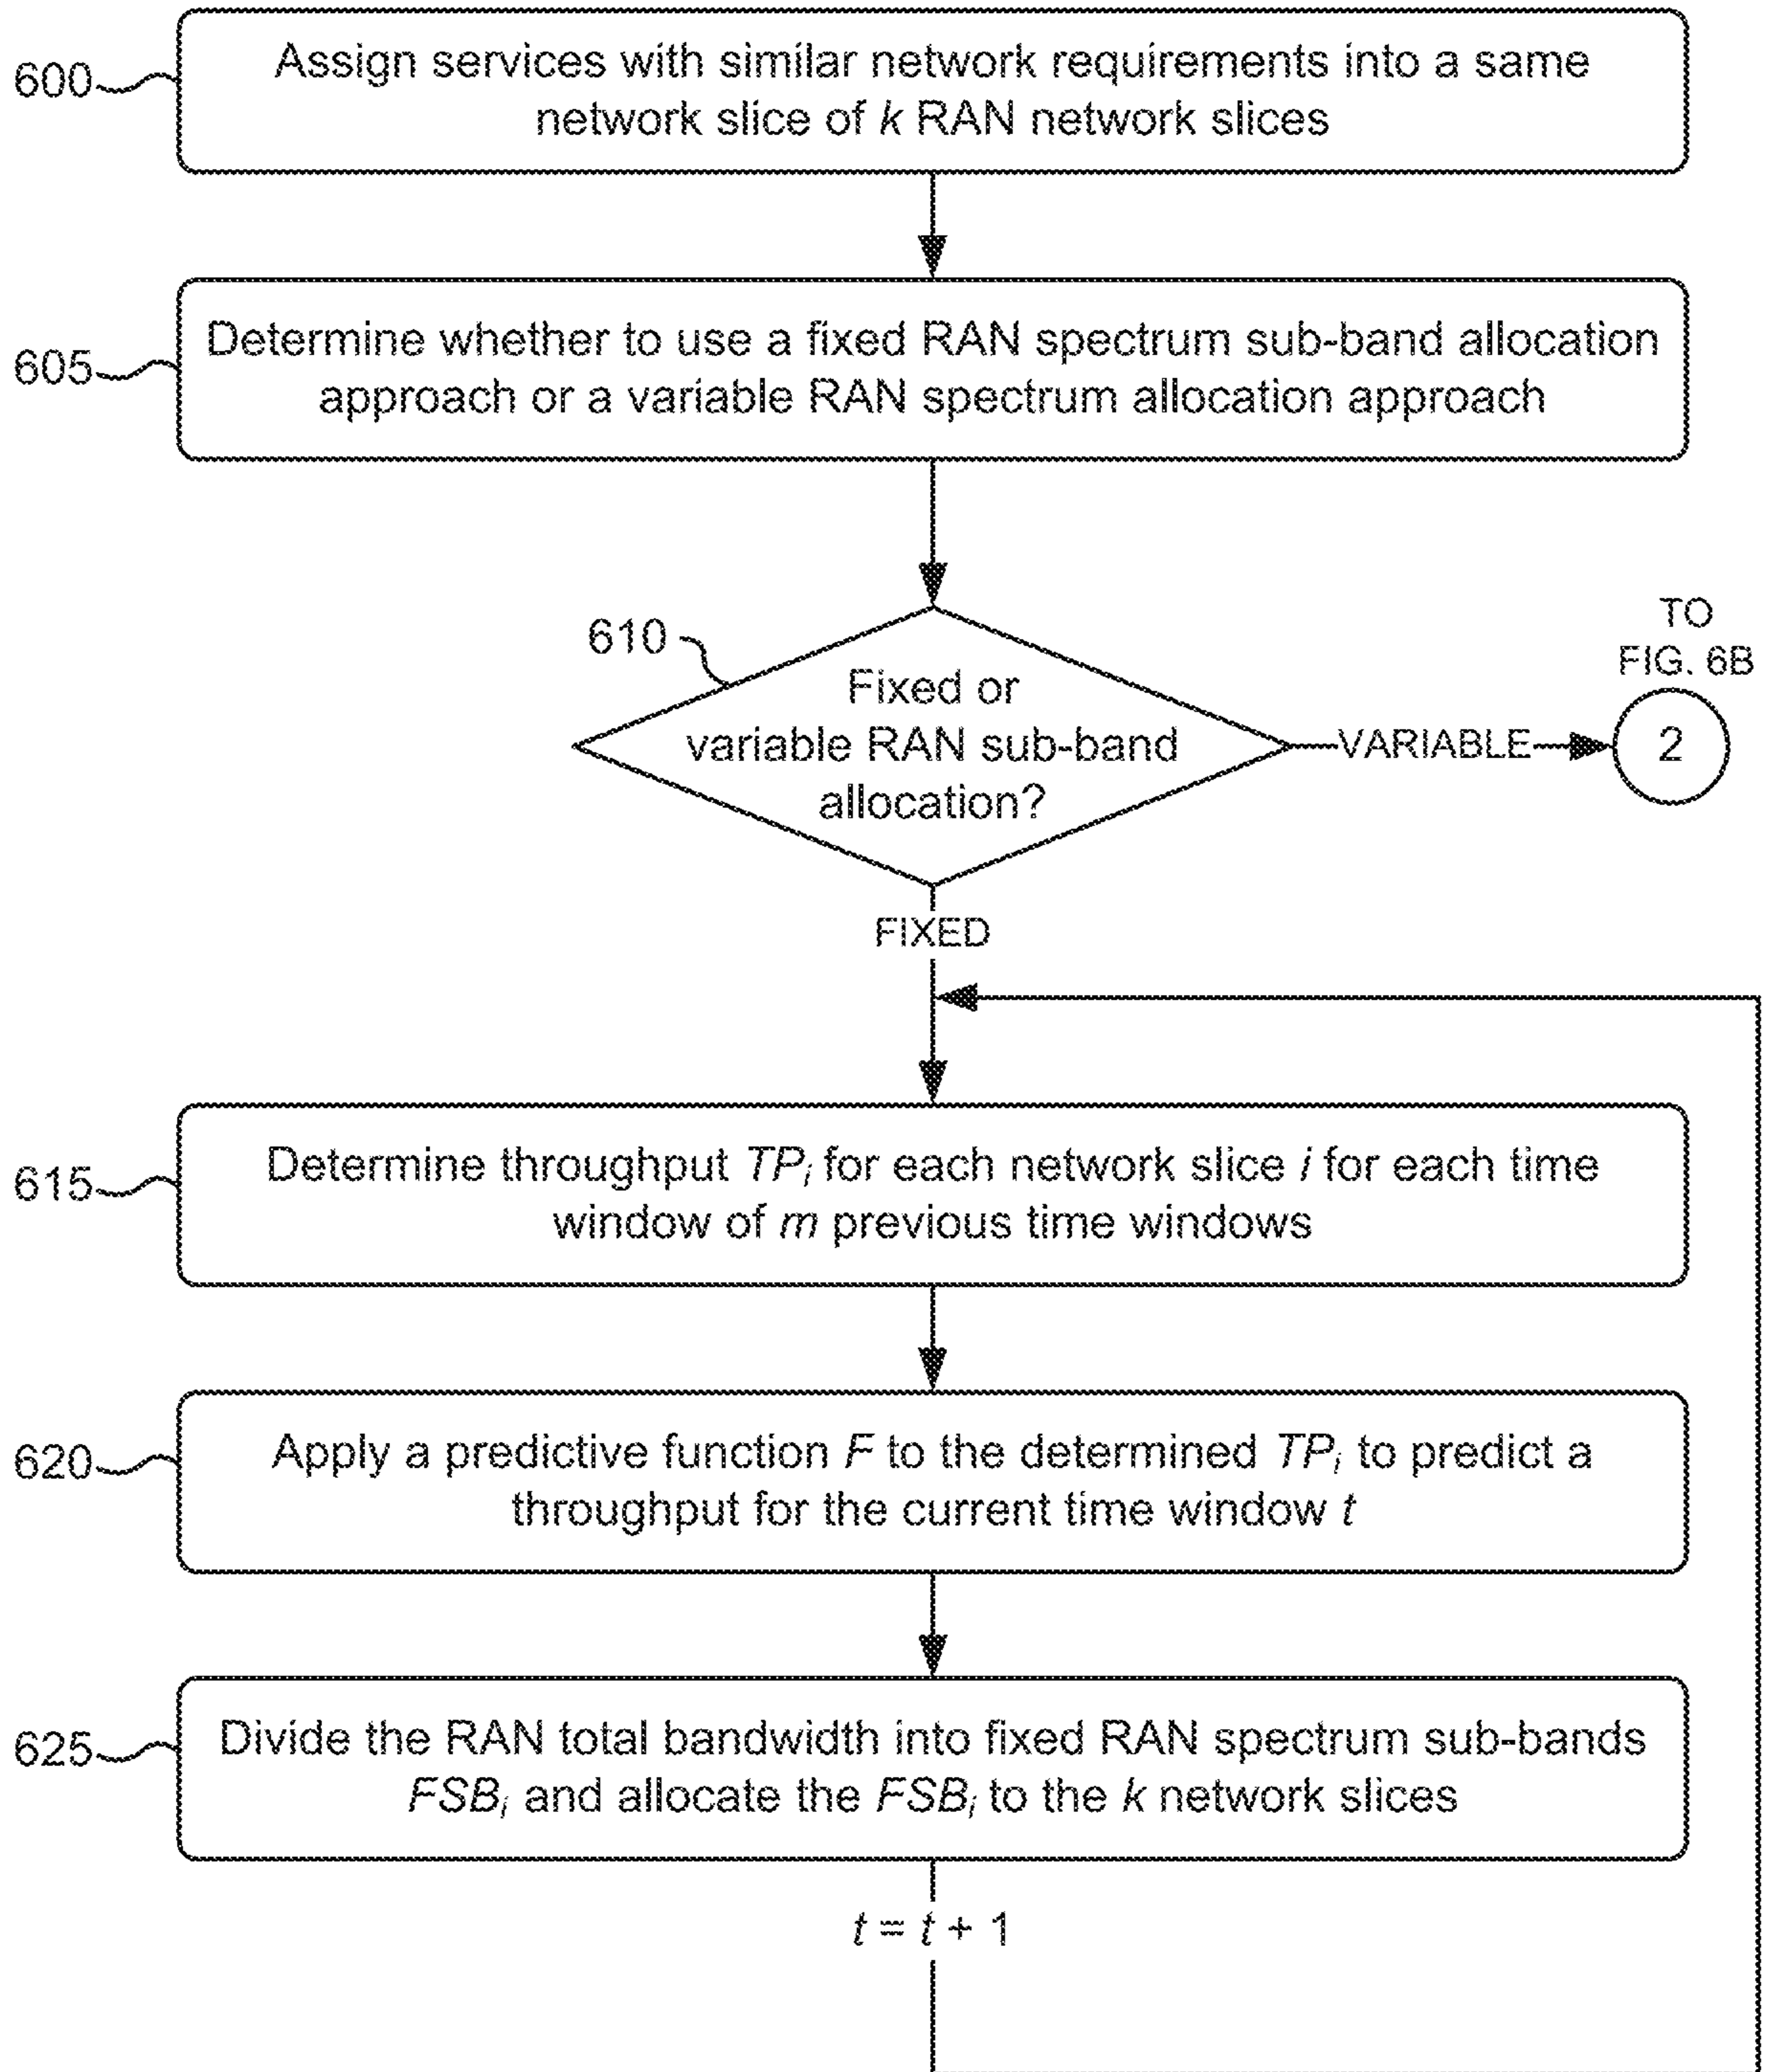 600
Assign services with similar network requirements into a same
network slice of k RAN network slices
605
Determine whether to use a fixed RAN spectrum sub-band allocation
approach or a variable RAN spectrum allocation approach
610
Fixed or
variable RAN sub-band
allocation?
VARIABLE
TO
FIG. 6B
2
FIXED
615
Determine throughput TPi for each network slice i for each time
window of m previous time windows
620
Apply a predictive function F to the determined TPi to predict a
throughput for the current time window t
625
Divide the RAN total bandwidth into fixed RAN spectrum sub-bands
FSBi and allocate the FSBi to the k network slices
t = t + 1